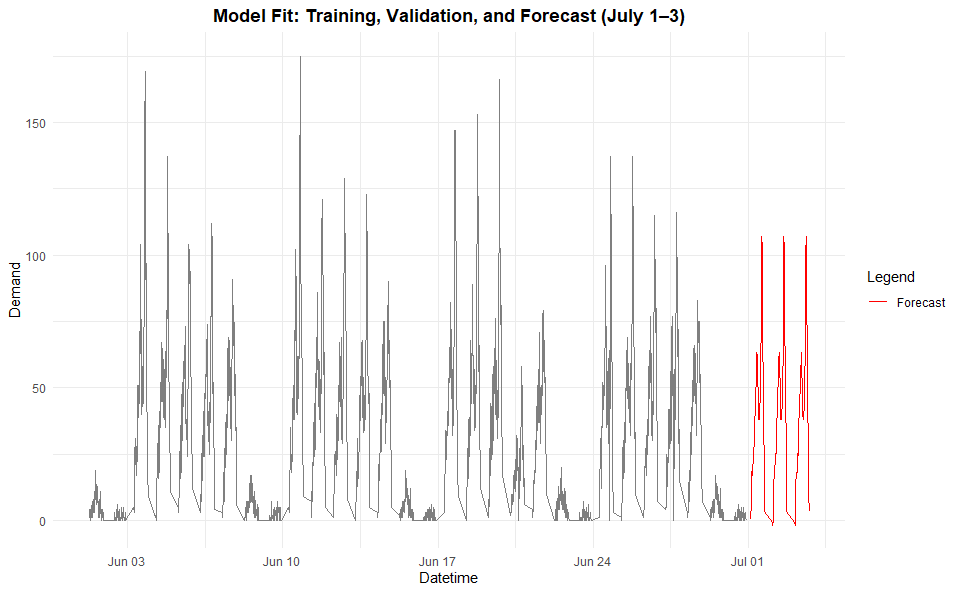 Model Fit: Training, Validation, and Forecast (July 1–3)
150
100
50
0
Demand
Jun 03
Jun 10
Jun 17
Jun 24
Jul 01
Datetime
Legend
Forecast